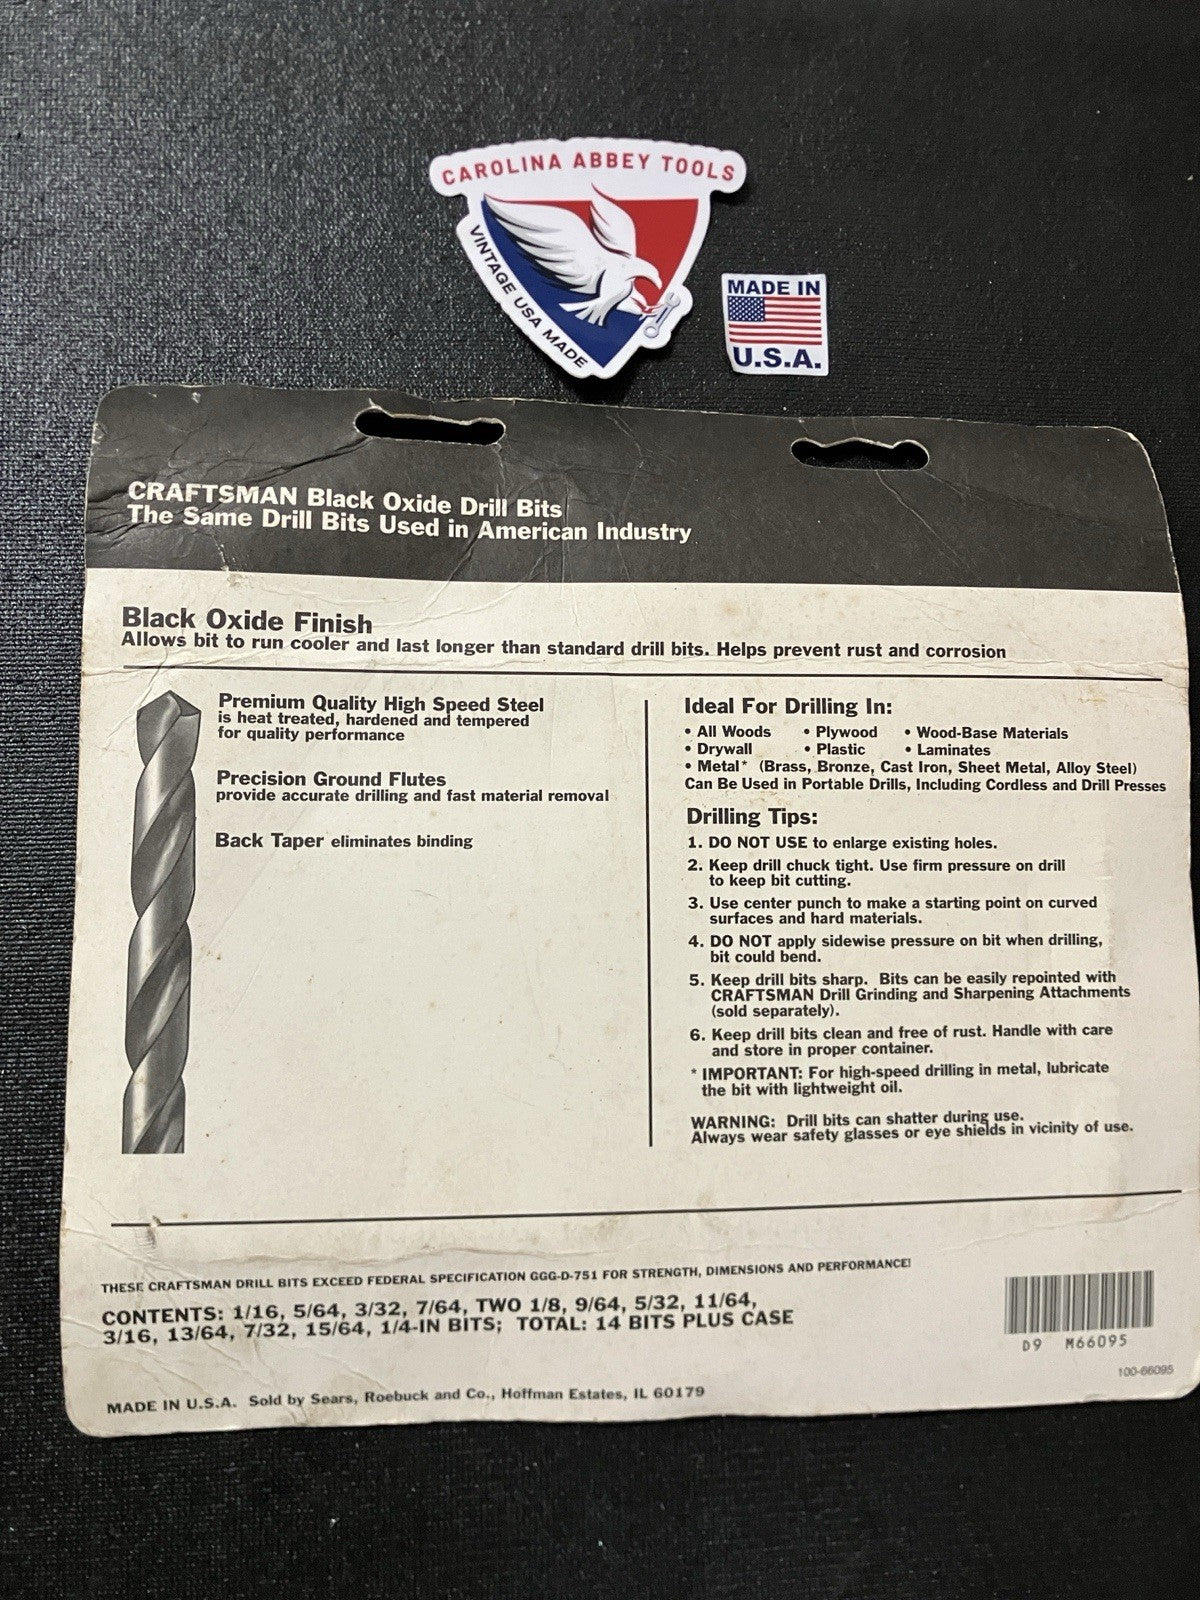 CAROLINA ABBEY TOOLS
VINTAGE USA MADE
MADE IN
U.S.A.
CRAFTSMAN Black Oxide Drill Bits
The Same Drill Bits Used in American Industry
Black Oxide Finish
Allows bit to run cooler and last longer than standard drill bits. Helps prevent rust and corrosion
Premium Quality High Speed Steel
is heat treated, hardened and tempered
for quality performance
Precision Ground Flutes
provide accurate drilling and fast material removal
Back Taper eliminates binding
Ideal For Drilling In:
• All Woods • Plywood • Wood-Base Materials
• Drywall • Plastic • Laminates
• Metal* (Brass, Bronze, Cast Iron, Sheet Metal, Alloy Steel)
Can Be Used in Portable Drills, Including Cordless and Drill Presses
Drilling Tips:
1. DO NOT USE to enlarge existing holes.
2. Keep drill chuck tight. Use firm pressure on drill
to keep bit cutting.
3. Use center punch to make a starting point on curved
surfaces and hard materials.
4. DO NOT apply sidewise pressure on bit when drilling,
bit could bend.
5. Keep drill bits sharp. Bits can be easily repointed with
CRAFTSMAN Drill Grinding and Sharpening Attachments
(sold separately).
6. Keep drill bits clean and free of rust. Handle with care
and store in proper container.
* IMPORTANT: For high-speed drilling in metal, lubricate
the bit with lightweight oil.
WARNING: Drill bits can shatter during use.
Always wear safety glasses or eye shields in vicinity of use.
THESE CRAFTSMAN DRILL BITS EXCEED FEDERAL SPECIFICATION GGG-D-751 FOR STRENGTH, DIMENSIONS AND PERFORMANCE!
CONTENTS: 1/16, 5/64, 3/32, 7/64, TWO 1/8, 9/64, 5/32, 11/64,
3/16, 13/64, 7/32, 15/64, 1/4-IN BITS; TOTAL: 14 BITS PLUS CASE
D9 M66095
100-66095
MADE IN U.S.A. Sold by Sears, Roebuck and Co., Hoffman Estates, IL 60179